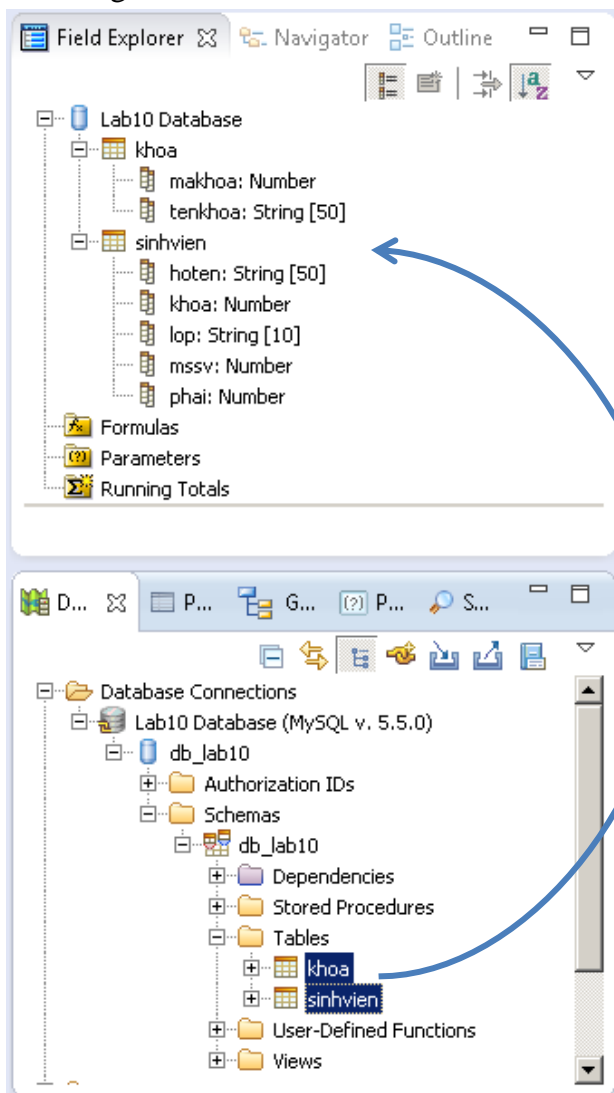 Field Explorer Navigator Outline
Lab10 Database
khoa
makhoa: Number
tenkhoa: String [50]
sinhvien
hoten: String [50]
khoa: Number
lop: String [10]
mssv: Number
phai: Number
Formulas
Parameters
Running Totals
D... P... G... P... S...
Database Connections
Lab10 Database (MySQL v. 5.5.0)
db_lab10
Authorization IDs
Schemas
db_lab10
Dependencies
Stored Procedures
Tables
khoa
sinhvien
User-Defined Functions
Views